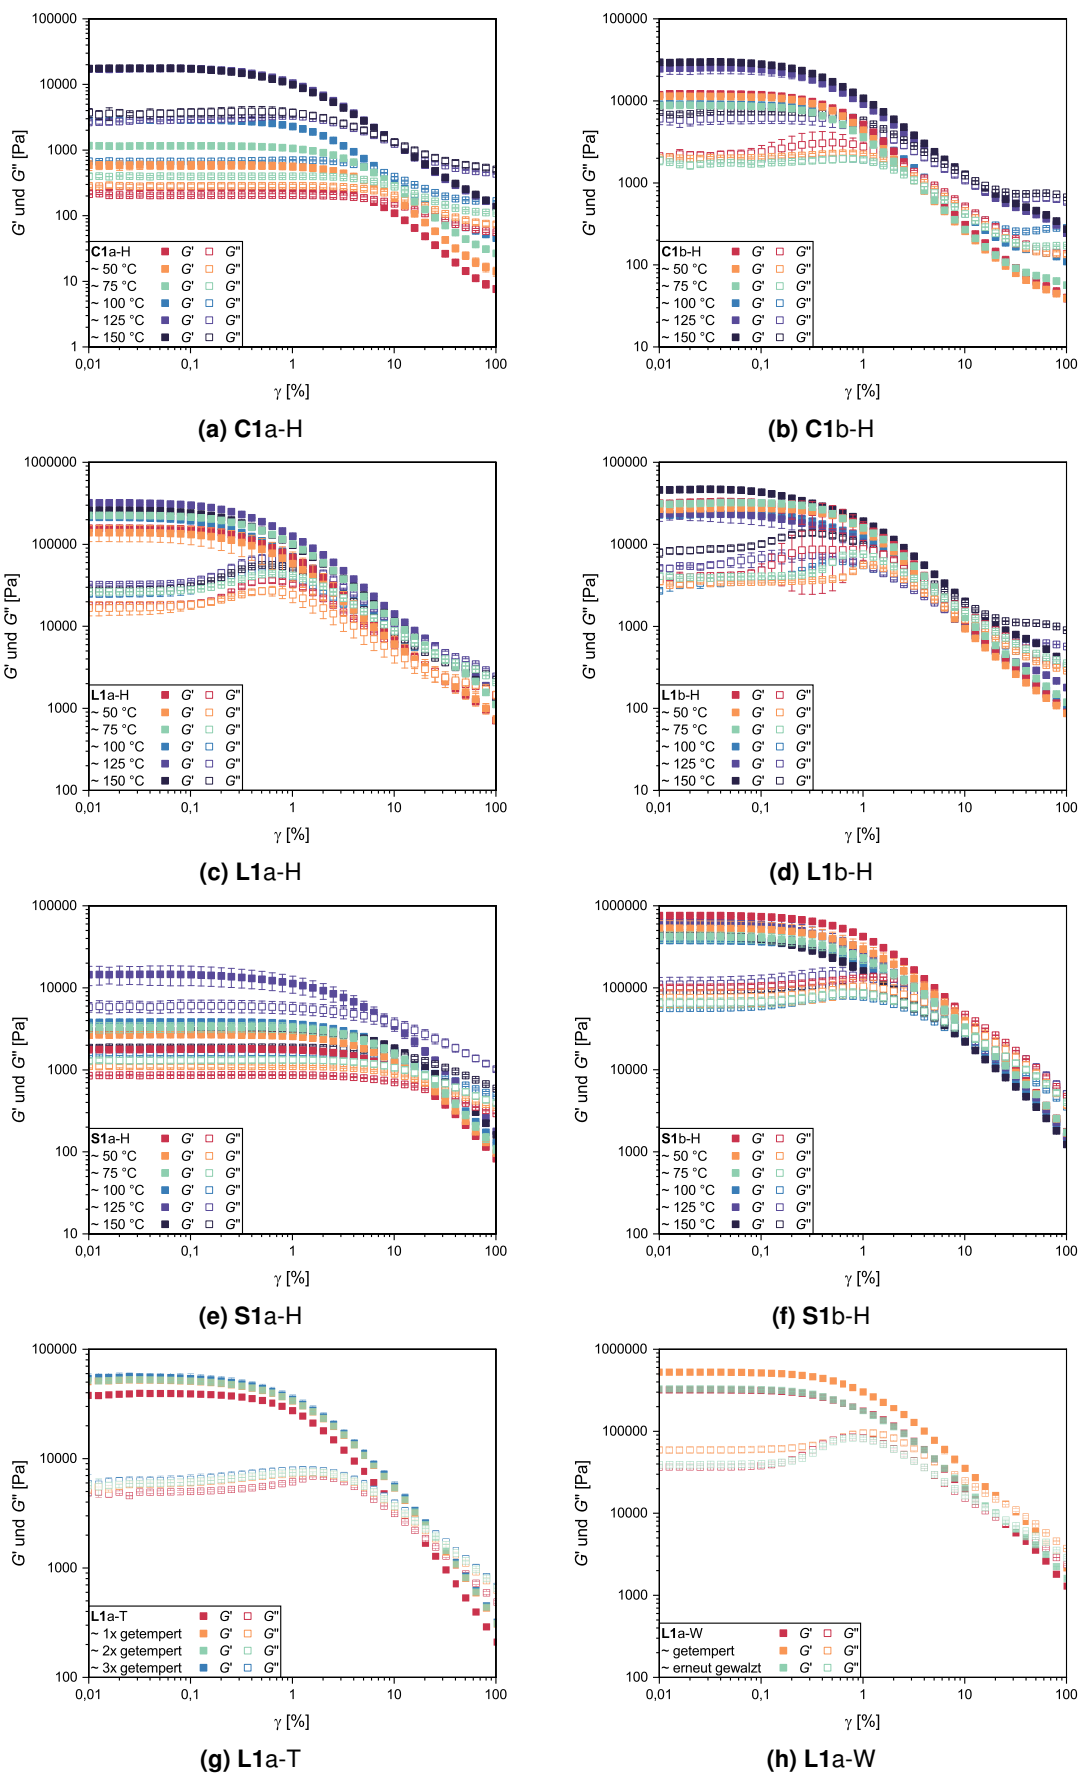 100000
10000
1000
100
10
1
G' und G" [Pa]
C1a-H G' G"
~ 50 °C G' G"
~ 75 °C G' G"
~ 100 °C G' G"
~ 125 °C G' G"
~ 150 °C G' G"
0,01 0,1 1 10 100
γ [%]
(a) C1a-H
100000
10000
1000
100
10
G' und G" [Pa]
C1b-H G' G"
~ 50 °C G' G"
~ 75 °C G' G"
~ 100 °C G' G"
~ 125 °C G' G"
~ 150 °C G' G"
0,01 0,1 1 10 100
γ [%]
(b) C1b-H
1000000
100000
10000
1000
100
G' und G" [Pa]
L1a-H G' G"
~ 50 °C G' G"
~ 75 °C G' G"
~ 100 °C G' G"
~ 125 °C G' G"
~ 150 °C G' G"
0,01 0,1 1 10 100
γ [%]
(c) L1a-H
100000
10000
1000
100
10
G' und G" [Pa]
L1b-H G' G"
~ 50 °C G' G"
~ 75 °C G' G"
~ 100 °C G' G"
~ 125 °C G' G"
~ 150 °C G' G"
0,01 0,1 1 10 100
γ [%]
(d) L1b-H
100000
10000
1000
100
10
G' und G" [Pa]
S1a-H G' G"
~ 50 °C G' G"
~ 75 °C G' G"
~ 100 °C G' G"
~ 125 °C G' G"
~ 150 °C G' G"
0,01 0,1 1 10 100
γ [%]
(e) S1a-H
1000000
100000
10000
1000
100
G' und G" [Pa]
S1b-H G' G"
~ 50 °C G' G"
~ 75 °C G' G"
~ 100 °C G' G"
~ 125 °C G' G"
~ 150 °C G' G"
0,01 0,1 1 10 100
γ [%]
(f) S1b-H
100000
10000
1000
100
G' und G" [Pa]
L1a-T G' G"
~ 1x getempert G' G"
~ 2x getempert G' G"
~ 3x getempert G' G"
0,01 0,1 1 10 100
γ [%]
(g) L1a-T
1000000
100000
10000
1000
100
G' und G" [Pa]
L1a-W G' G"
~ getempert G' G"
~ erneut gewalzt G' G"
0,01 0,1 1 10 100
γ [%]
(h) L1a-W